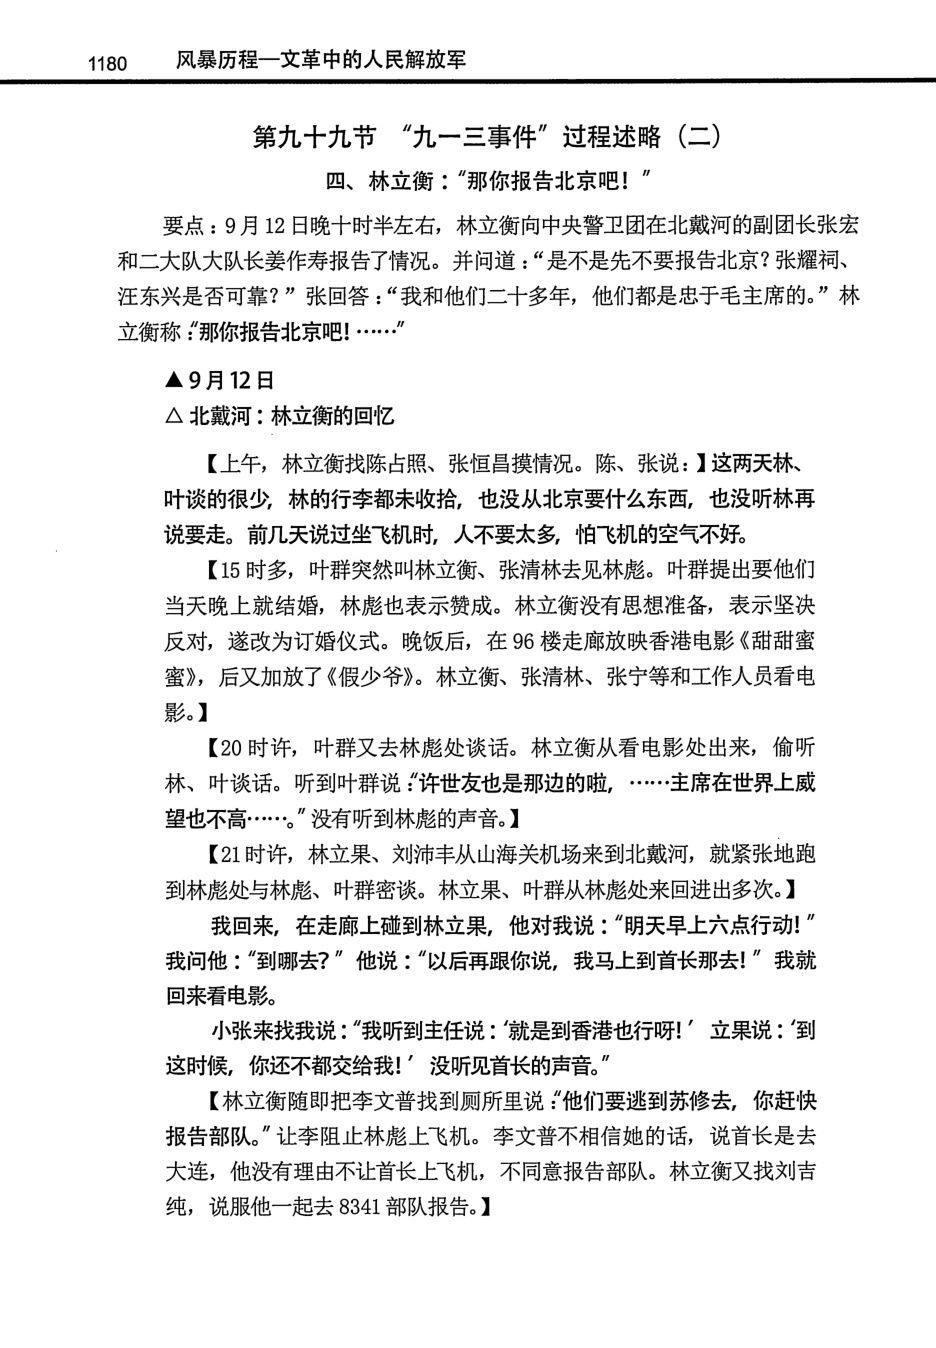 1180 风暴历程—文革中的人民解放军
第九十九节 “九一三事件”过程述略（二）
四、林立衡：“那你报告北京吧！”
要点：9月12日晚十时半左右，林立衡向中央警卫团在北戴河的副团长张宏
和二大队大队长姜作寿报告了情况。并问道：“是不是先不要报告北京？张耀祠、
汪东兴是否可靠？”张回答：“我和他们二十多年，他们都是忠于毛主席的。”林
立衡称：“那你报告北京吧！……”
▲9月12日
△北戴河：林立衡的回忆
【上午，林立衡找陈占照、张恒昌摸情况。陈、张说：】这两天林、
叶谈的很少，林的行李都未收拾，也没从北京要什么东西，也没听林再
说要走。前几天说过坐飞机时，人不要太多，怕飞机的空气不好。
【15时多，叶群突然叫林立衡、张清林去见林彪。叶群提出要他们
当天晚上就结婚，林彪也表示赞成。林立衡没有思想准备，表示坚决
反对，遂改为订婚仪式。晚饭后，在96楼走廊放映香港电影《甜甜蜜
蜜》，后又加放了《假少爷》。林立衡、张清林、张宁等和工作人员看电
影。】
【20时许，叶群又去林彪处谈话。林立衡从看电影处出来，偷听
林、叶谈话。听到叶群说：“许世友也是那边的啦，……主席在世界上威
望也不高……。”没有听到林彪的声音。】
【21时许，林立果、刘沛丰从山海关机场来到北戴河，就紧张地跑
到林彪处与林彪、叶群密谈。林立果、叶群从林彪处来回进出多次。】
我回来，在走廊上碰到林立果，他对我说：“明天早上六点行动！”
我问他：“到哪去？”他说：“以后再跟你说，我马上到首长那去！”我就
回来看电影。
小张来找我说：“我听到主任说：‘就是到香港也行呀！’立果说：‘到
这时候，你还不都交给我！’没听见首长的声音。”
【林立衡随即把李文普找到厕所里说：“他们要逃到苏修去，你赶快
报告部队。”让李阻止林彪上飞机。李文普不相信她的话，说首长是去
大连，他没有理由不让首长上飞机，不同意报告部队。林立衡又找刘吉
纯，说服他一起去8341部队报告。】